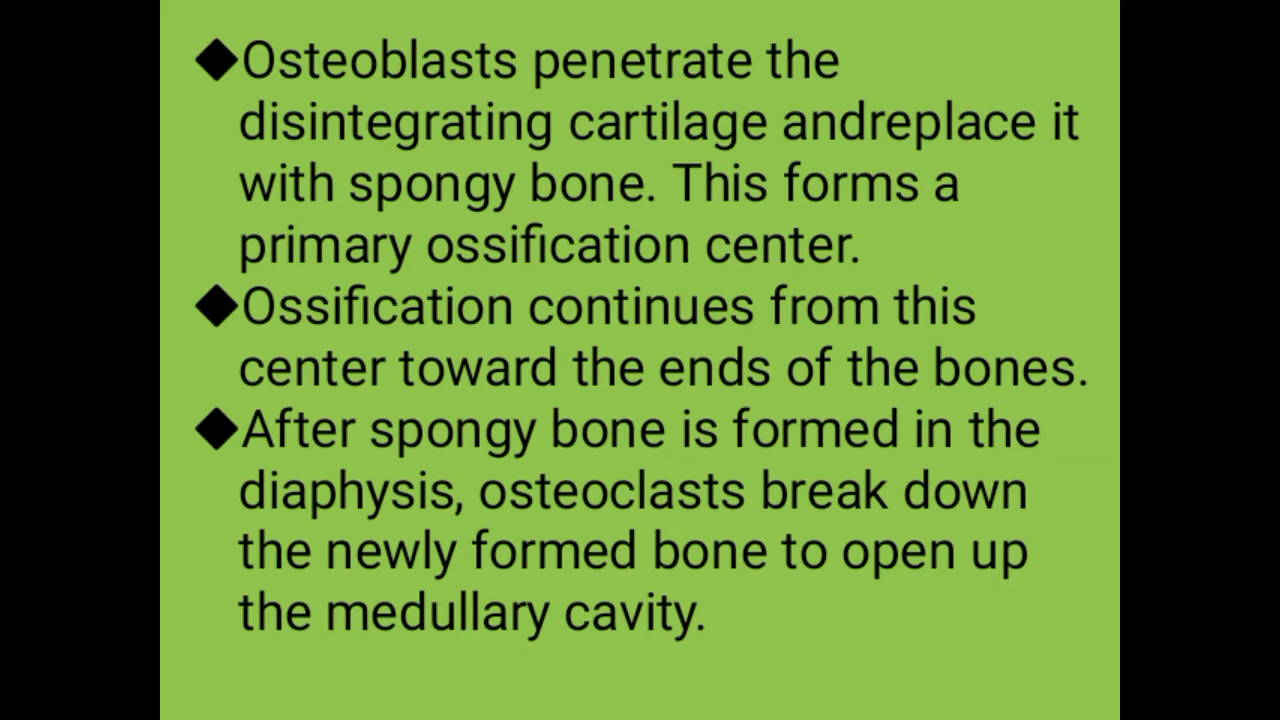 ◆Osteoblasts penetrate the
disintegrating cartilage andreplace it
with spongy bone. This forms a
primary ossification center.
◆Ossification continues from this
center toward the ends of the bones.
◆After spongy bone is formed in the
diaphysis, osteoclasts break down
the newly formed bone to open up
the medullary cavity.